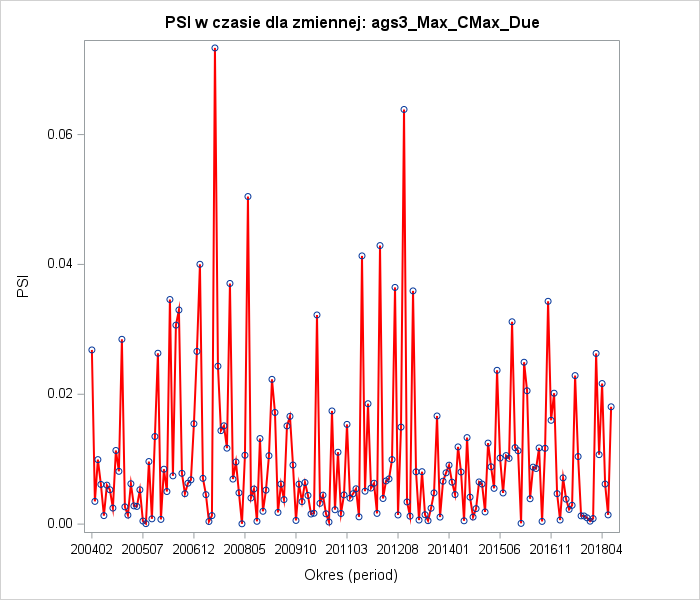 PSI w czasie dla zmiennej: ags3_Max_CMax_Due
0.06
0.04
0.02
0.00
PSI
200402 200507 200612 200805 200910 201103 201208 201401 201506 201611 201804
Okres (period)